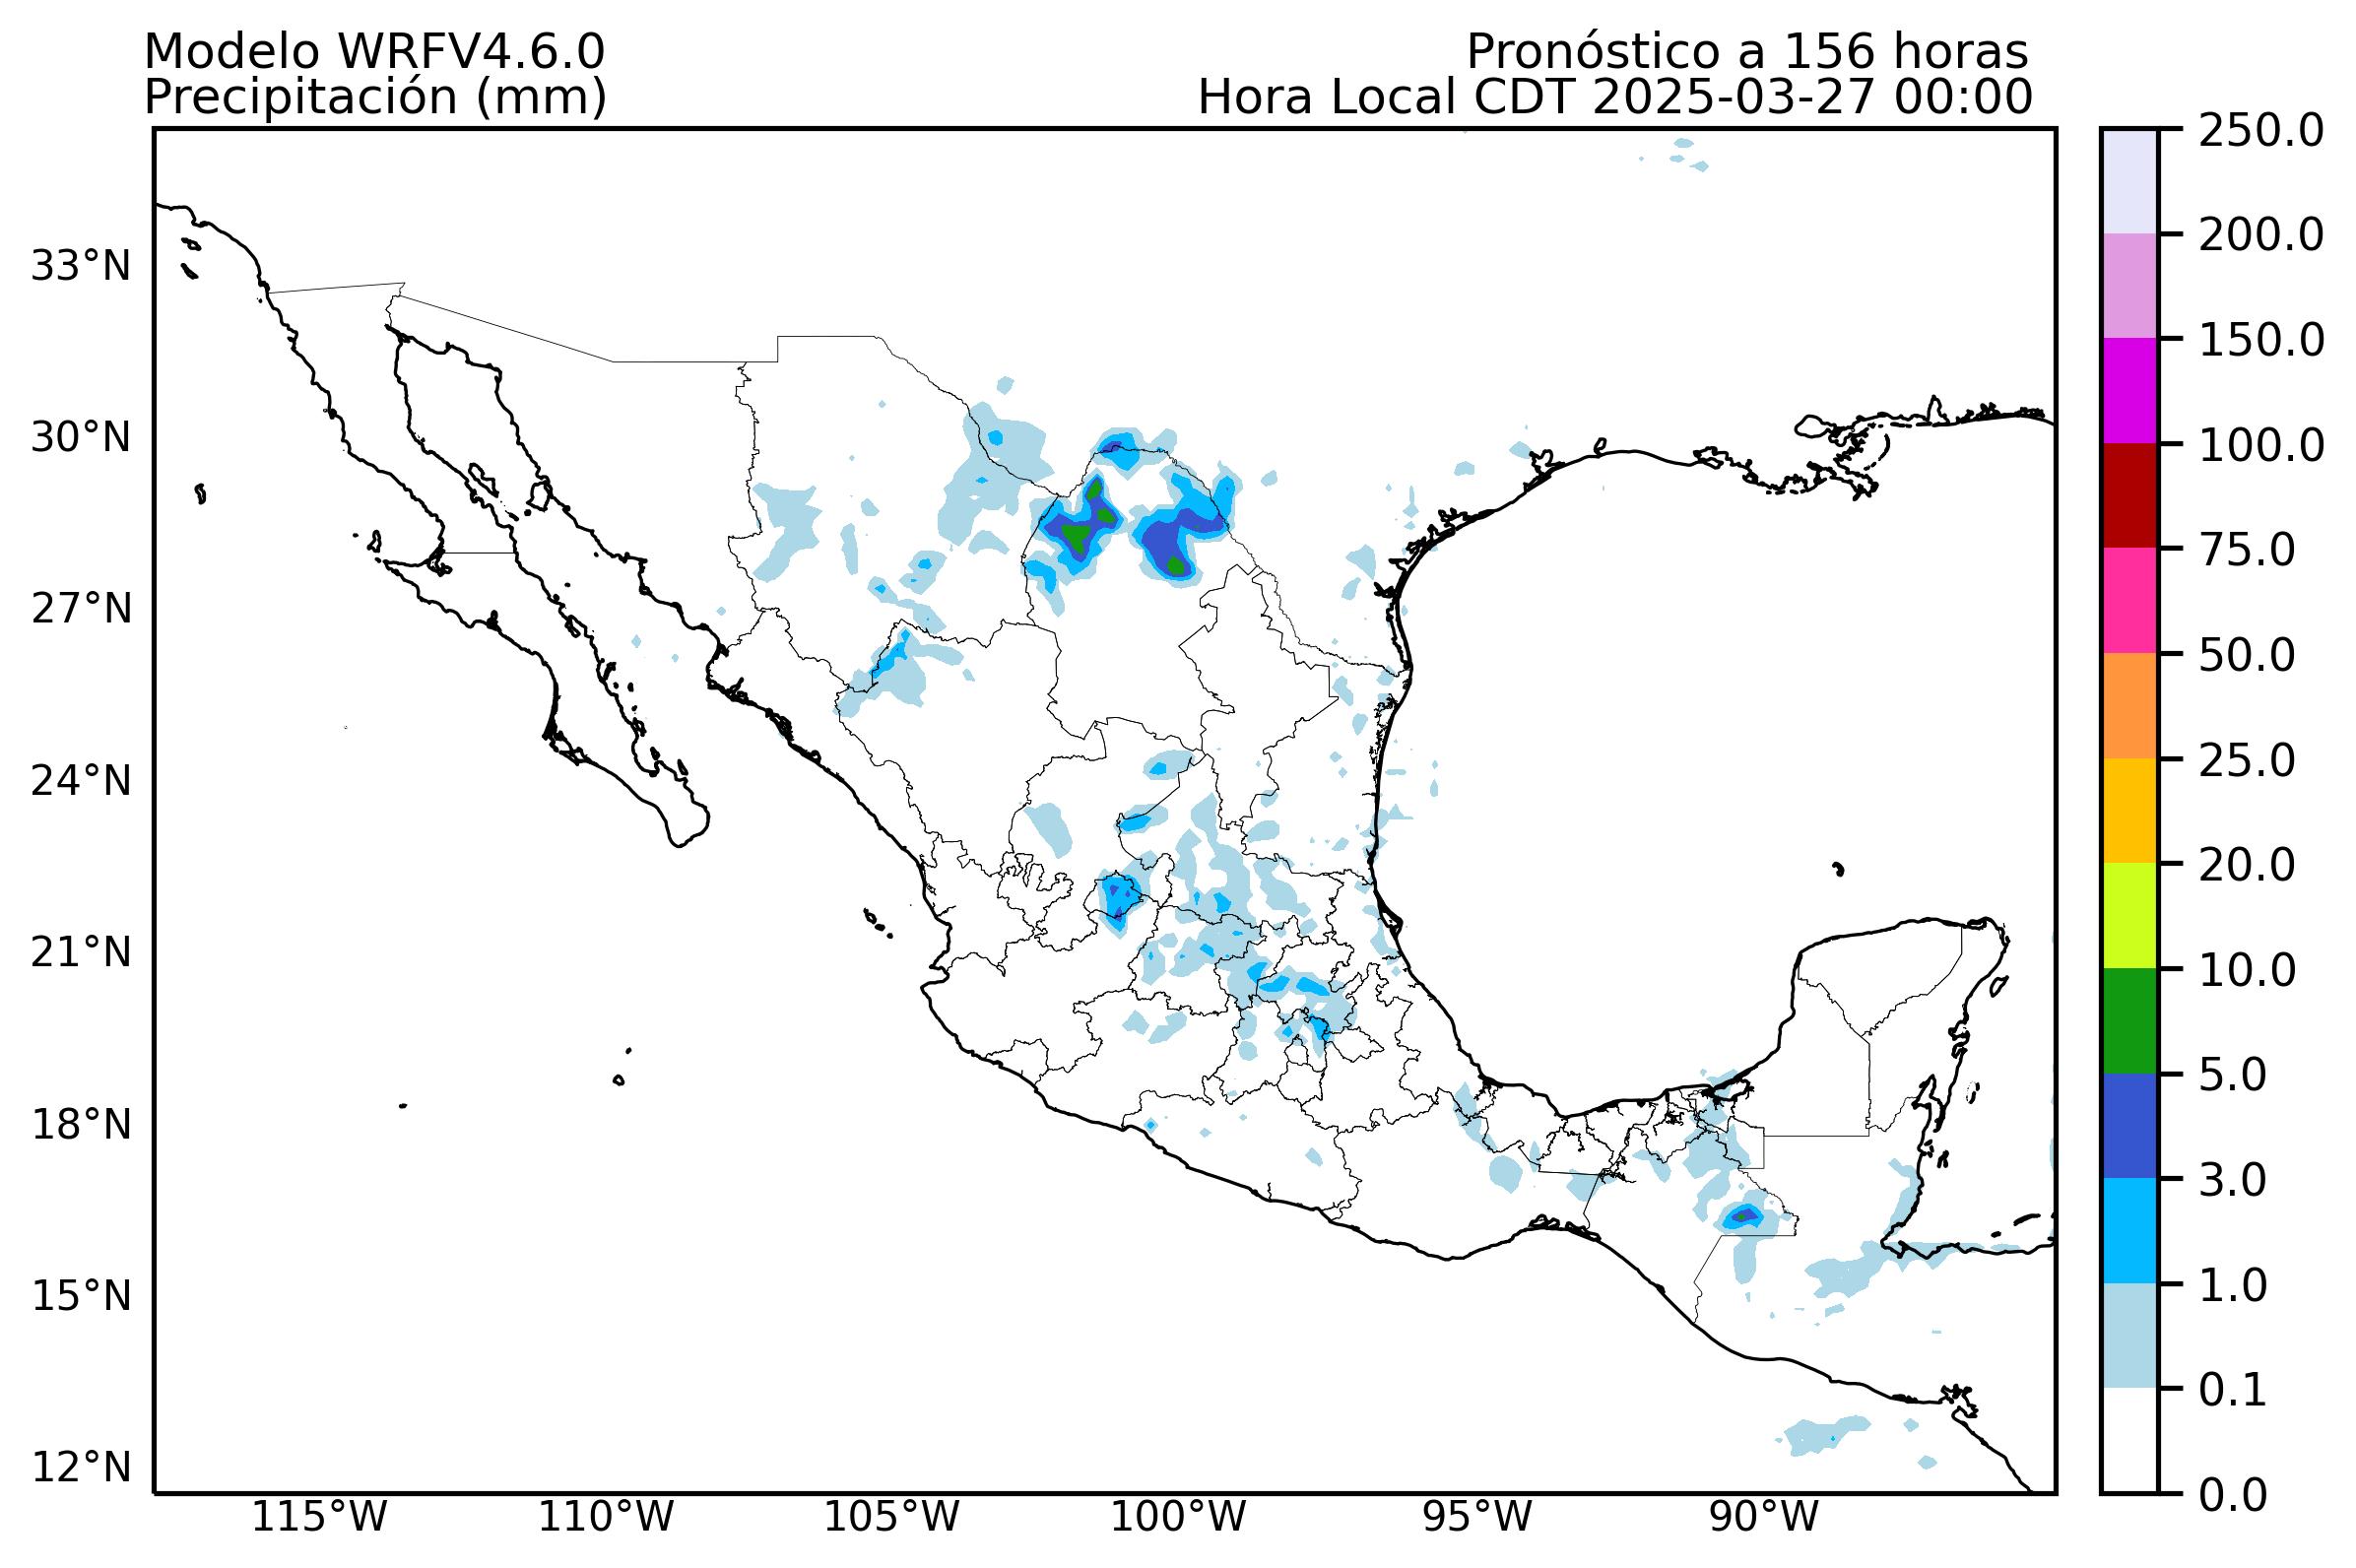 Modelo WRFV4.6.0
Precipitación (mm)
Pronóstico a 156 horas
Hora Local CDT 2025-03-27 00:00
33°N
30°N
27°N
24°N
21°N
18°N
15°N
12°N
115°W
110°W
105°W
100°W
95°W
90°W
250.0
200.0
150.0
100.0
75.0
50.0
25.0
20.0
10.0
5.0
3.0
1.0
0.1
0.0